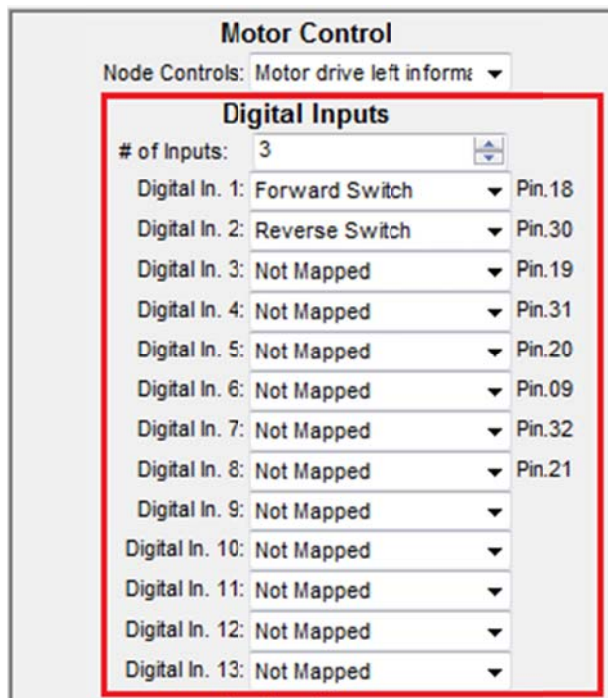 Motor Control
Node Controls: Motor drive left informa
Digital Inputs
# of Inputs: 3
Digital In. 1: Forward Switch Pin.18
Digital In. 2: Reverse Switch Pin.30
Digital In. 3: Not Mapped Pin.19
Digital In. 4: Not Mapped Pin.31
Digital In. 5: Not Mapped Pin.20
Digital In. 6: Not Mapped Pin.09
Digital In. 7: Not Mapped Pin.32
Digital In. 8: Not Mapped Pin.21
Digital In. 9: Not Mapped
Digital In. 10: Not Mapped
Digital In. 11: Not Mapped
Digital In. 12: Not Mapped
Digital In. 13: Not Mapped